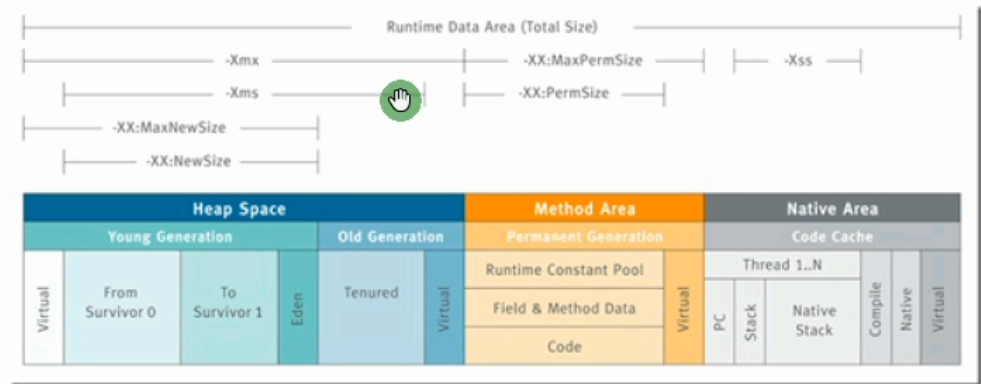 Runtime Data Area (Total Size)
-Xmx
-XX:MaxPermSize
-Xss
-Xms
-XX:PermSize
-XX:MaxNewSize
-XX:NewSize
Heap Space
Method Area
Native Area
Young Generation
Old Generation
Permanent Generation
Code Cache
Virtual
From
Survivor 0
To
Survivor 1
Eden
Tenured
Virtual
Runtime Constant Pool
Field & Method Data
Code
Virtual
Thread 1..N
PC
Stack
Native
Stack
Compile
Native
Virtual